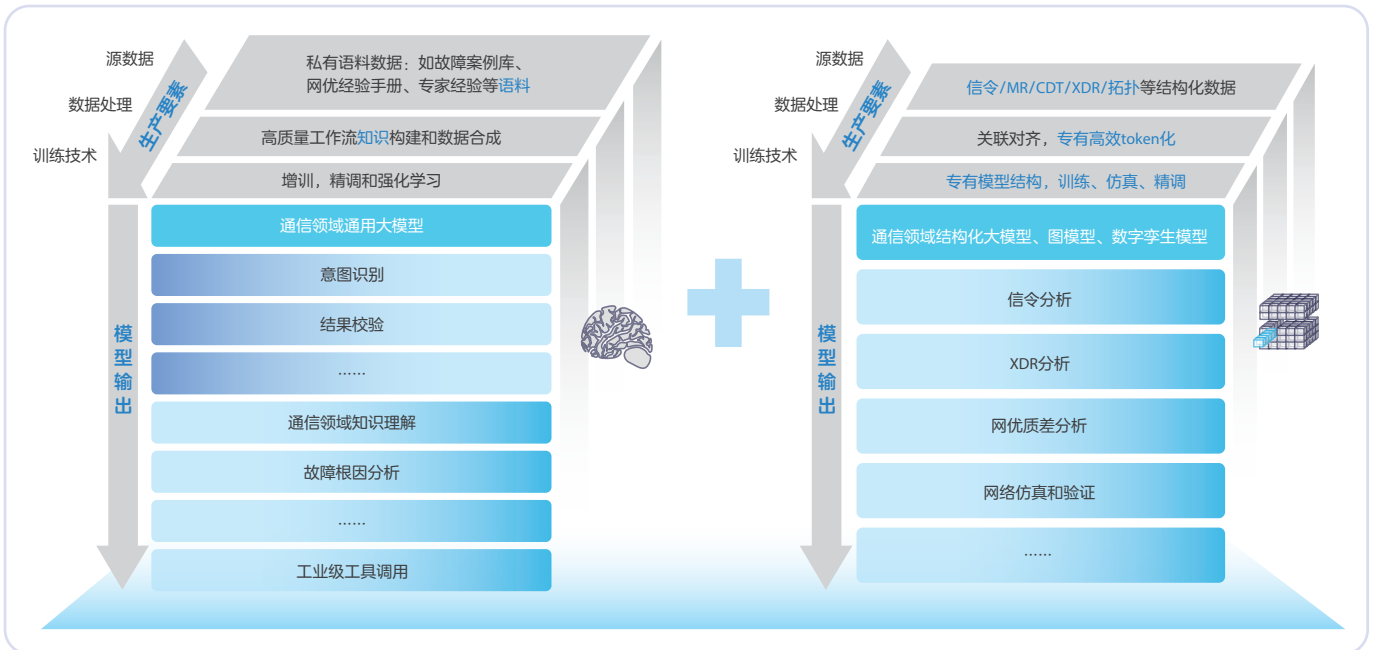 源数据
数据处理
训练技术
生产要素
私有语料数据：如故障案例库、
网优经验手册、专家经验等语料
高质量工作流知识构建和数据合成
增训，精调和强化学习
模型输出
通信领域通用大模型
意图识别
结果校验
……
通信领域知识理解
故障根因分析
……
工业级工具调用
源数据
数据处理
训练技术
生产要素
信令/MR/CDT/XDR/拓扑等结构化数据
关联对齐，专有高效token化
专有模型结构，训练、仿真、精调
模型输出
通信领域结构化大模型、图模型、数字孪生模型
信令分析
XDR分析
网优质差分析
网络仿真和验证
……